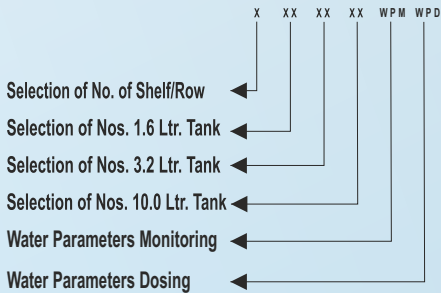 X XX XX XX WPM WPD
Selection of No. of Shelf/Row
Selection of Nos. 1.6 Ltr. Tank
Selection of Nos. 3.2 Ltr. Tank
Selection of Nos. 10.0 Ltr. Tank
Water Parameters Monitoring
Water Parameters Dosing